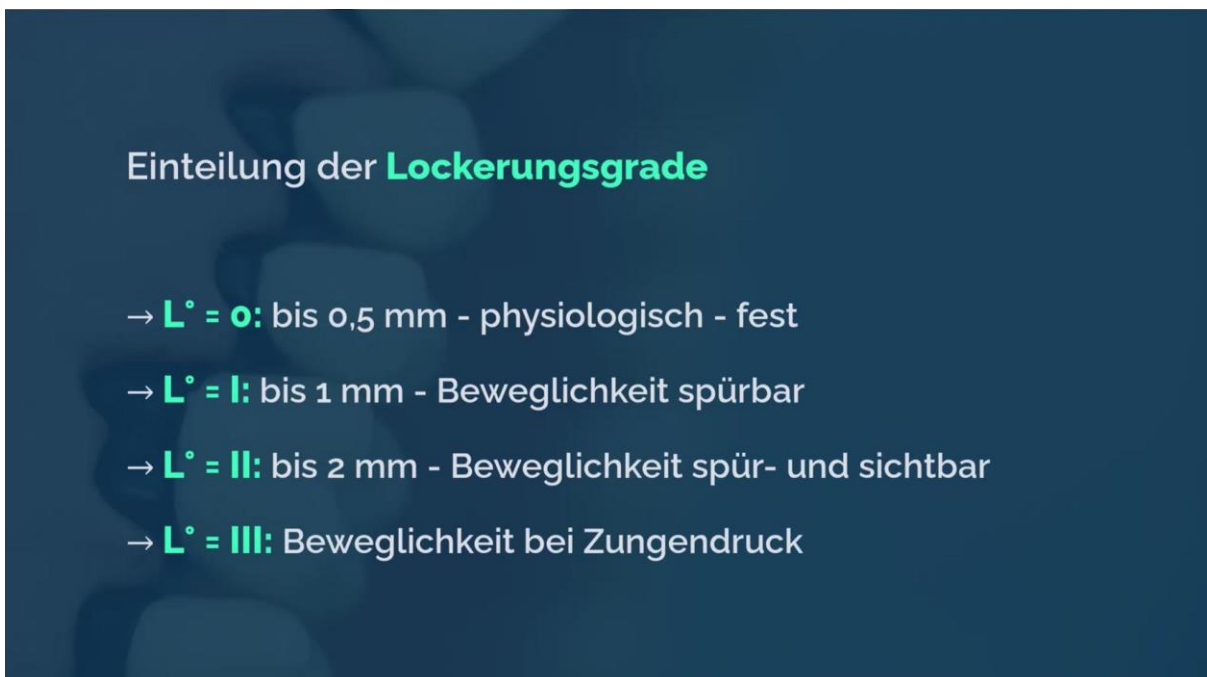 Einteilung der Lockerungsgrade
→ L° = 0: bis 0,5 mm - physiologisch - fest
→ L° = I: bis 1 mm - Beweglichkeit spürbar
→ L° = II: bis 2 mm - Beweglichkeit spür- und sichtbar
→ L° = III: Beweglichkeit bei Zungendruck